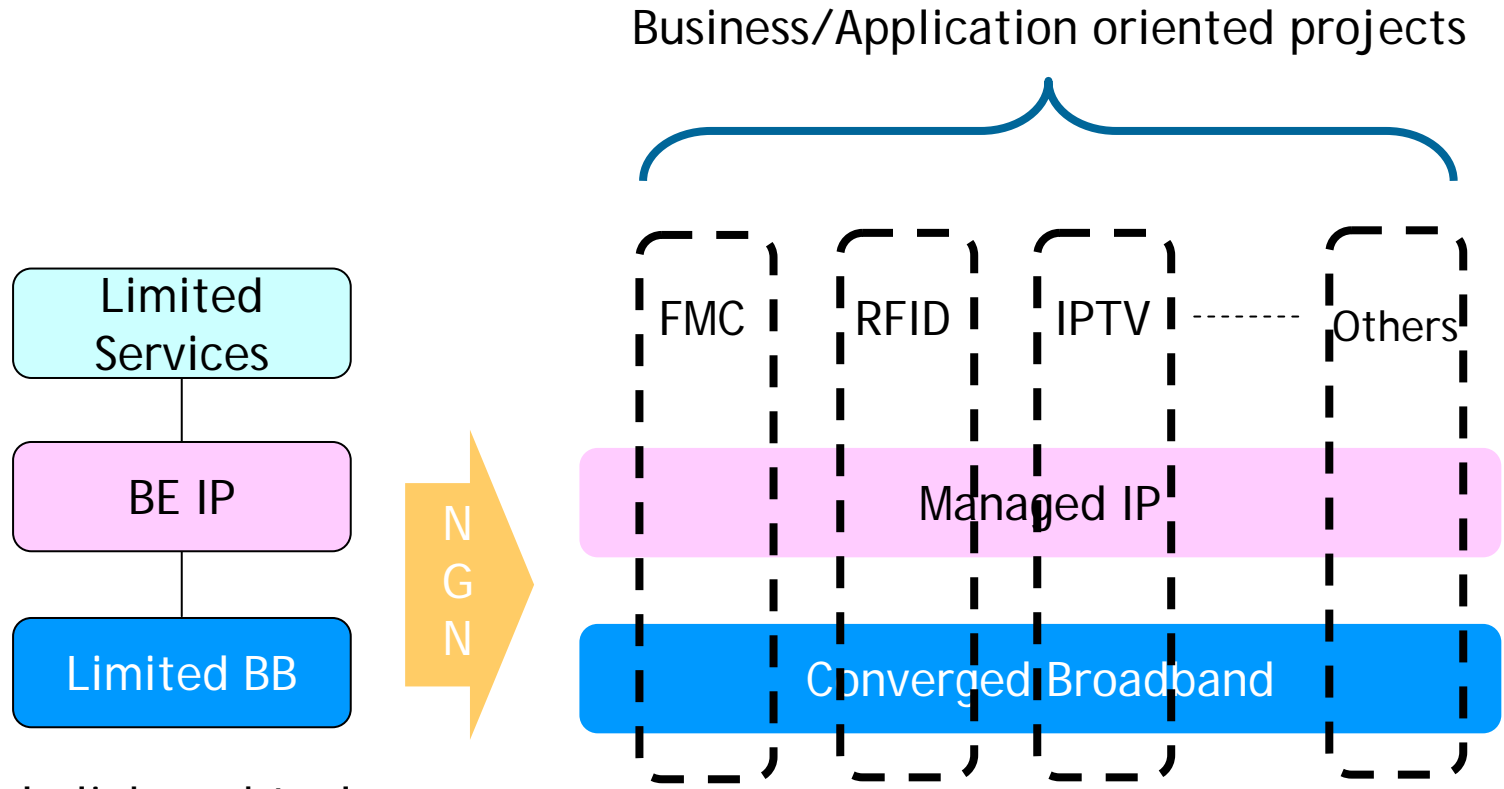 Business/Application oriented projects
Limited
Services
BE IP
Limited BB
N
G
N
FMC
RFID
IPTV
Others
Managed IP
Converged Broadband